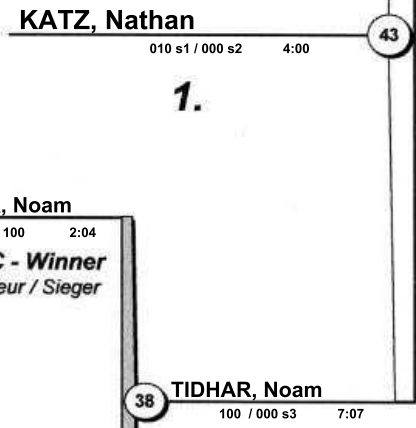 KATZ, Nathan
43
010 s1 / 000 s2 4:00
1.
, Noam
100 2:04
- Winner
eur / Sieger
TIDHAR, Noam
38
100 / 000 s3 7:07